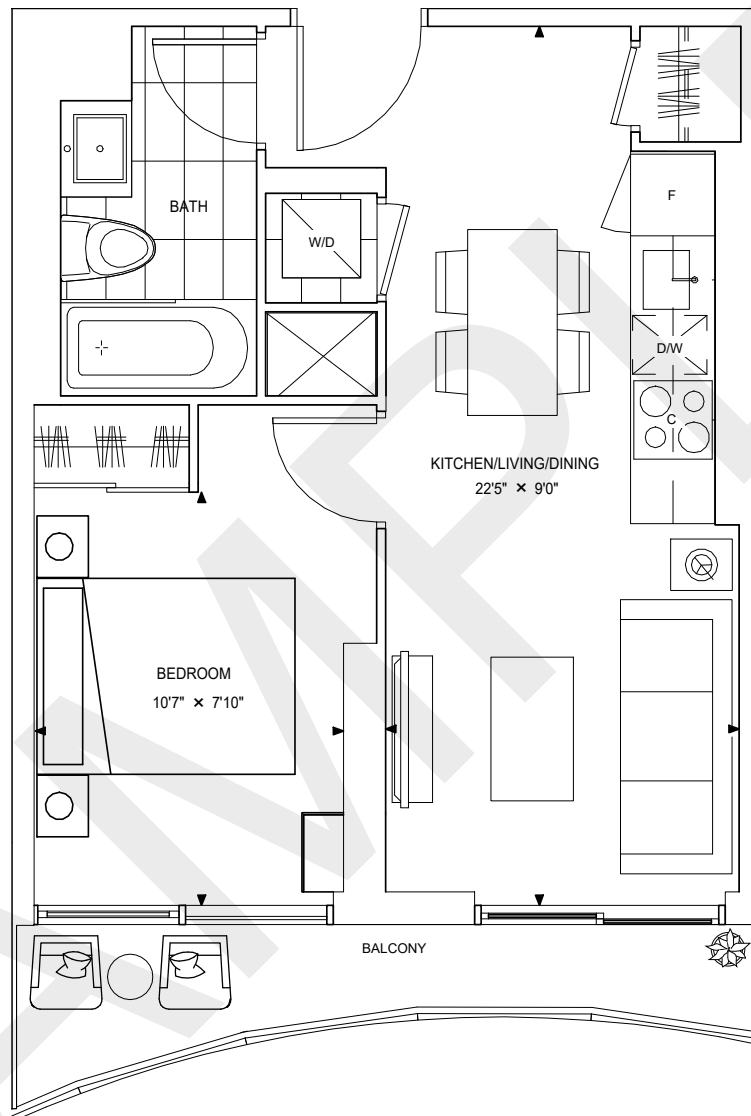 BATH
W/D
F
D/W
C
KITCHEN/LIVING/DINING
22'5" × 9'0"
BEDROOM
10'7" × 7'10"
BALCONY